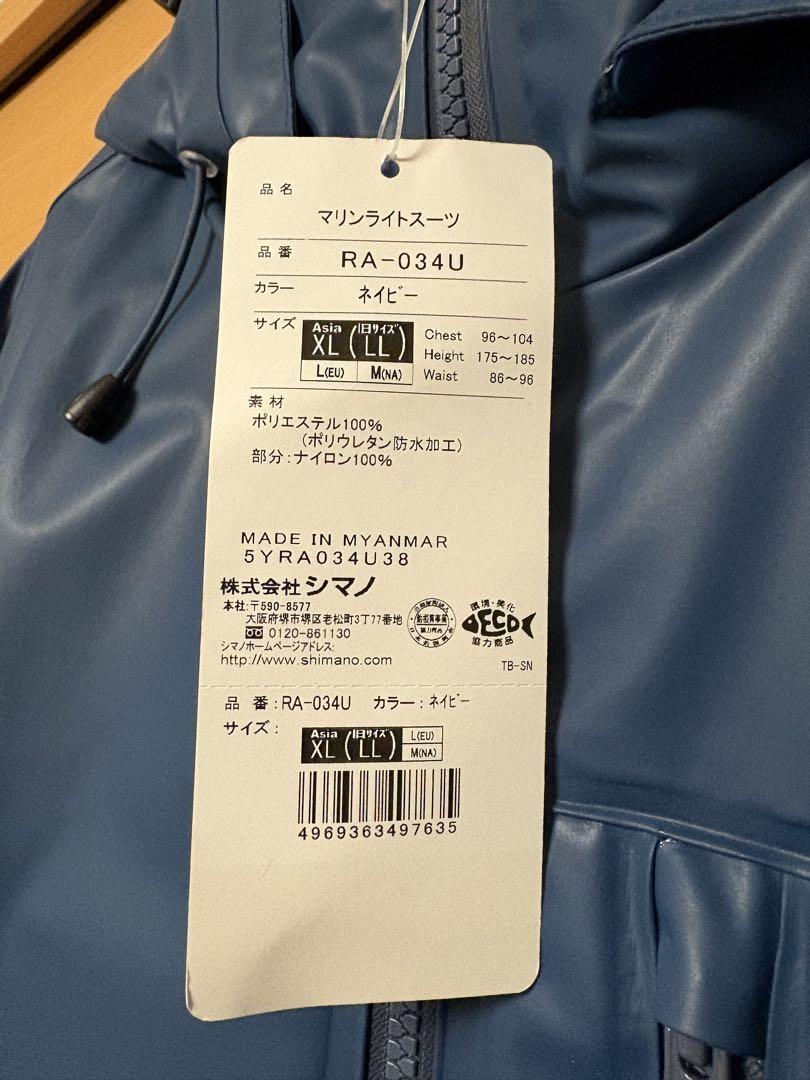 品名
マリンライトスーツ
品番 RA-034U
カラー ネイビー
サイズ Asia XL (旧サイズ LL) L(EU) M(NA)
Chest 96～104
Height 175～185
Waist 86～96
素材
ポリエステル100%
(ポリウレタン防水加工)
部分:ナイロン100%
MADE IN MYANMAR
5YRA034U38
株式会社シマノ
本社:〒590-8577
大阪府堺市堺区老松町3丁77番地
0120-861130
シマノホームページアドレス:
http://www.shimano.com
環境・美化
ECO
協力商品
TB-SN
品番:RA-034U カラー:ネイビー
サイズ: Asia XL (旧サイズ LL) L(EU) M(NA)
4969363497635